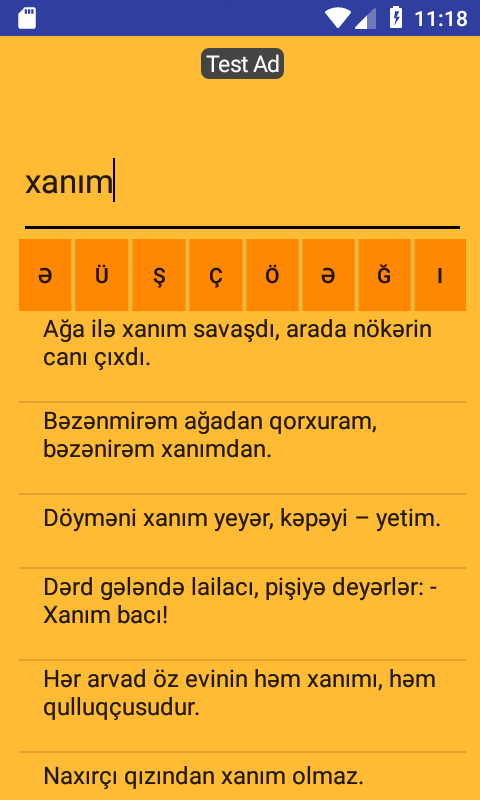 11:18
Test Ad
xanım
Ə Ü Ş Ç Ö Ə Ğ I
Ağa ilə xanım savaşdı, arada nökərin
canı çıxdı.
Bəzənmirəm ağadan qorxuram,
bəzənirəm xanımdan.
Döyməni xanım yeyər, kəpəyi – yetim.
Dərd gələndə lailacı, pişiyə deyərlər: -
Xanım bacı!
Hər arvad öz evinin həm xanımı, həm
qulluqçusudur.
Naxırçı qızından xanım olmaz.